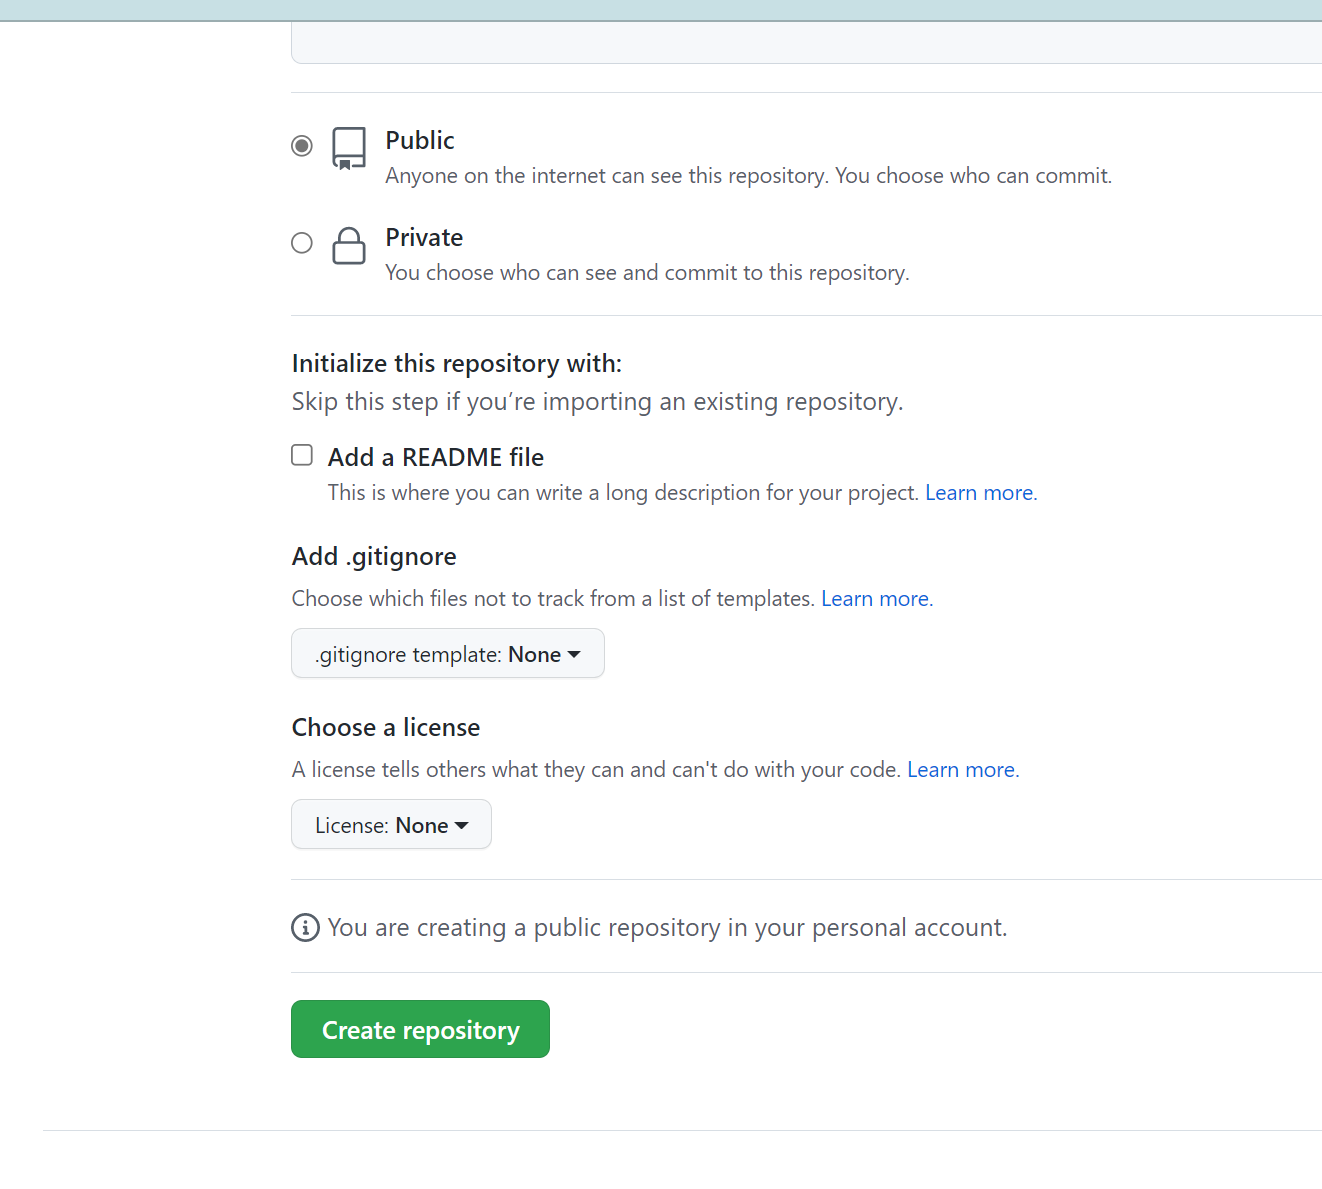 Public
Anyone on the internet can see this repository. You choose who can commit.
Private
You choose who can see and commit to this repository.
Initialize this repository with:
Skip this step if you’re importing an existing repository.
Add a README file
This is where you can write a long description for your project. Learn more.
Add .gitignore
Choose which files not to track from a list of templates. Learn more.
.gitignore template: None
Choose a license
A license tells others what they can and can't do with your code. Learn more.
License: None
You are creating a public repository in your personal account.
Create repository